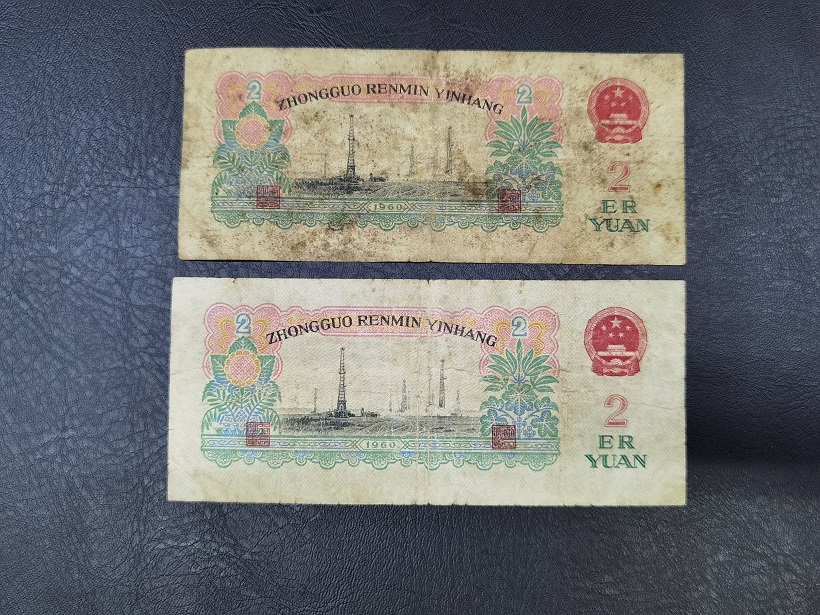 2 2
ZHONGGUO RENMIN YINHANG
1960
2
ER
YUAN
2 2
ZHONGGUO RENMIN YINHANG
1960
2
ER
YUAN